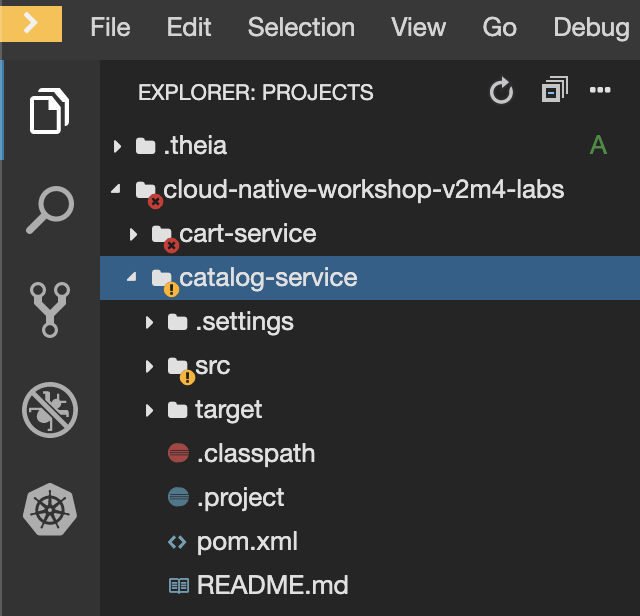 File Edit Selection View Go Debug
EXPLORER: PROJECTS
.theia A
cloud-native-workshop-v2m4-labs
cart-service
catalog-service
.settings
src
target
.classpath
.project
pom.xml
README.md